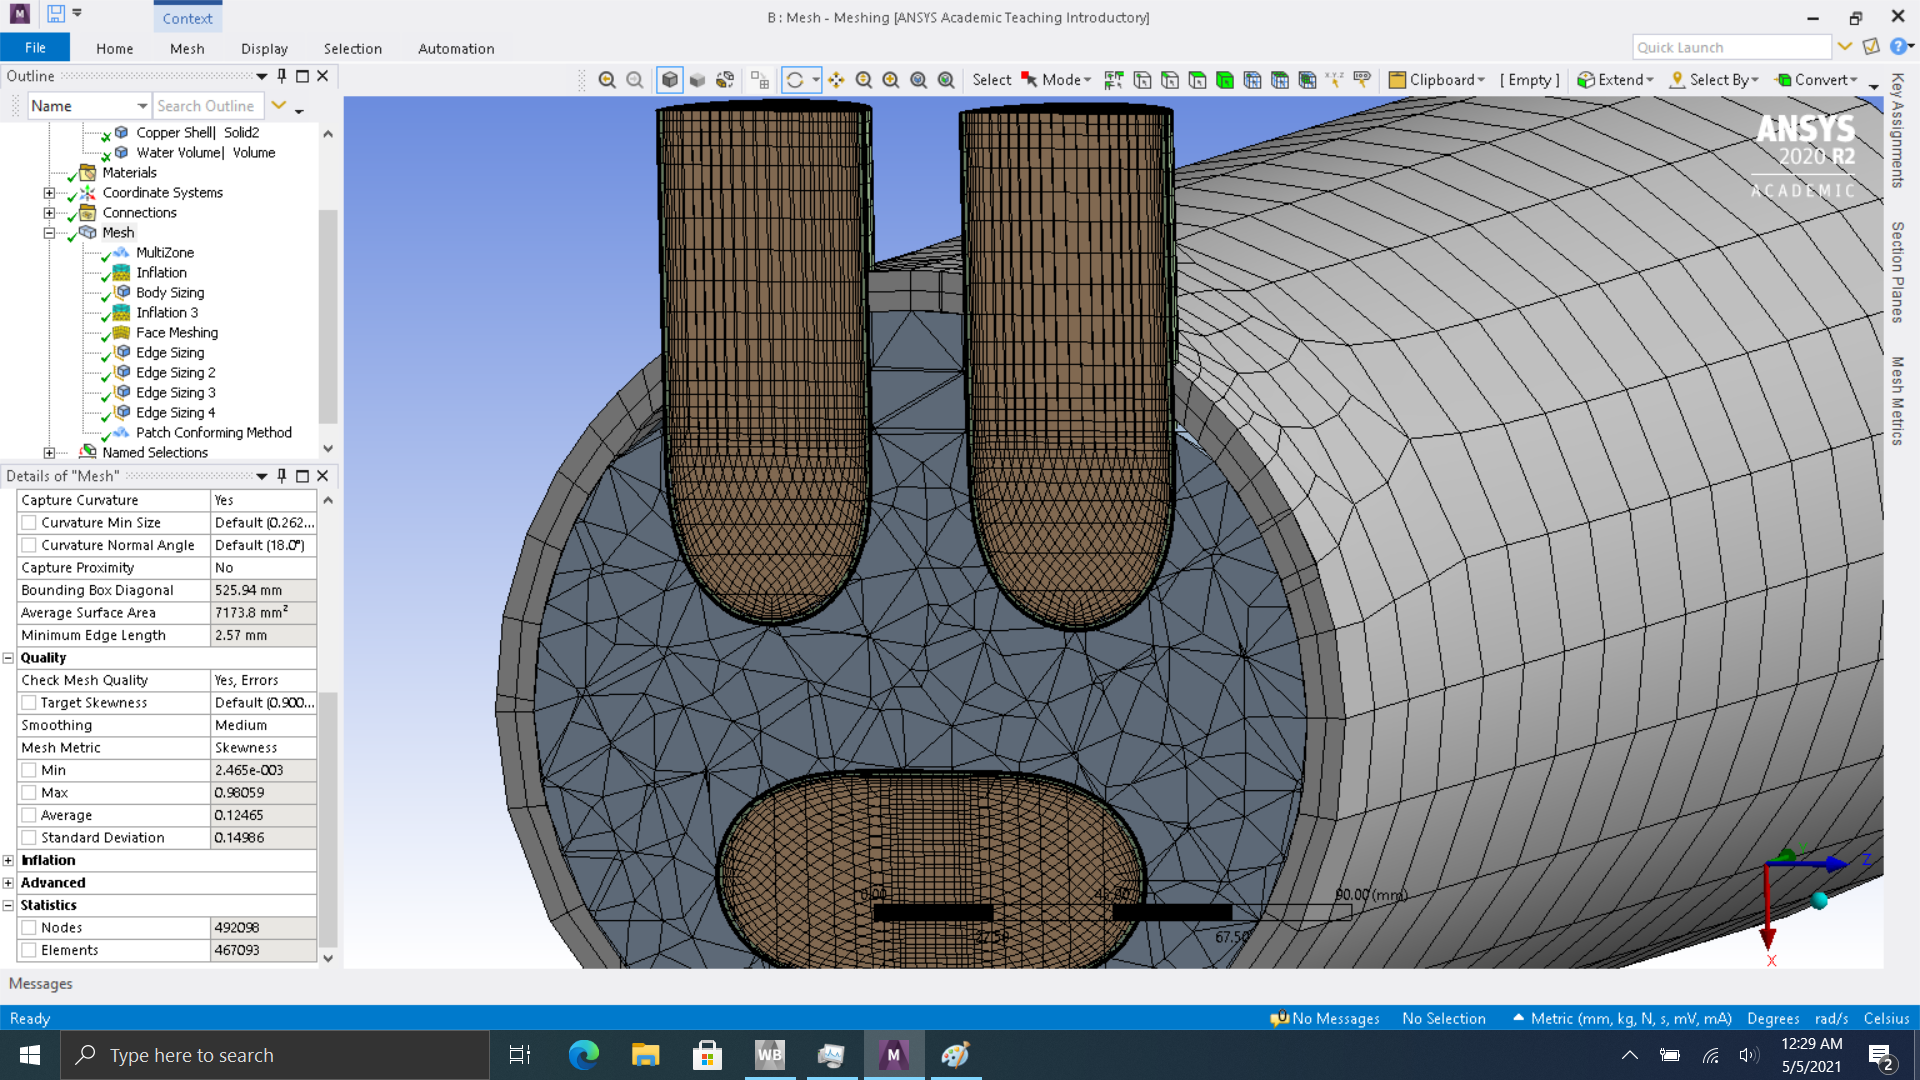 Context
B : Mesh - Meshing [ANSYS Academic Teaching Introductory]
File
Home
Mesh
Display
Selection
Automation
Quick Launch
Outline
Select
Mode
Clipboard
[ Empty ]
Extend
Select By
Convert
Name
Search Outline
Copper Shell| Solid2
Water Volume| Volume
Materials
Coordinate Systems
Connections
Mesh
MultiZone
Inflation
Body Sizing
Inflation 3
Face Meshing
Edge Sizing
Edge Sizing 2
Edge Sizing 3
Edge Sizing 4
Patch Conforming Method
Named Selections
Details of "Mesh"
Capture Curvature Yes
Curvature Min Size Default (0.262...
Curvature Normal Angle Default (18.0°)
Capture Proximity No
Bounding Box Diagonal 525.94 mm
Average Surface Area 7173.8 mm²
Minimum Edge Length 2.57 mm
Quality
Check Mesh Quality Yes, Errors
Target Skewness Default (0.900...
Smoothing Medium
Mesh Metric Skewness
Min 2.465e-003
Max 0.98059
Average 0.12465
Standard Deviation 0.14986
Inflation
Advanced
Statistics
Nodes 492098
Elements 467093
ANSYS
2020 R2
ACADEMIC
Key Assignments
Section Planes
Mesh Metrics
0.00
90.00 (mm)
67.50
Z
X
Messages
Ready
No Messages
No Selection
Metric (mm, kg, N, s, mV, mA)
Degrees
rad/s
Celsius
Type here to search
WB
M
12:29 AM
5/5/2021
2